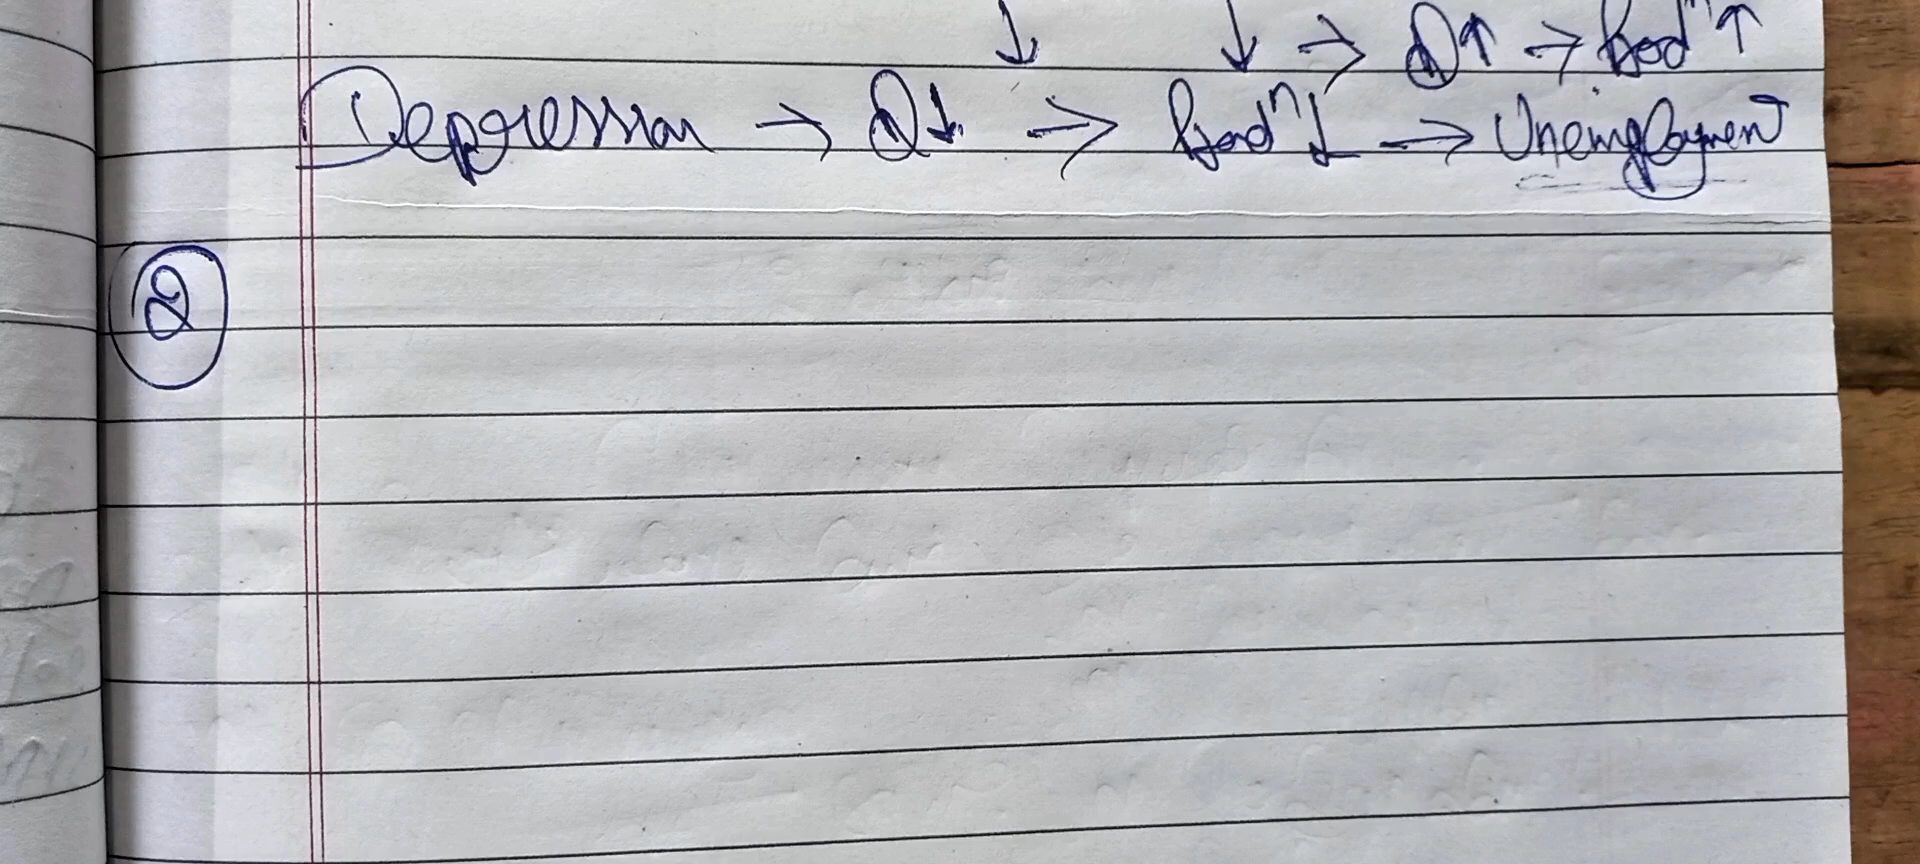 ↓ ↓ → D↑ → Prodⁿ ↑
Depression → D↓ → Prodⁿ↓ → Unemployment
②